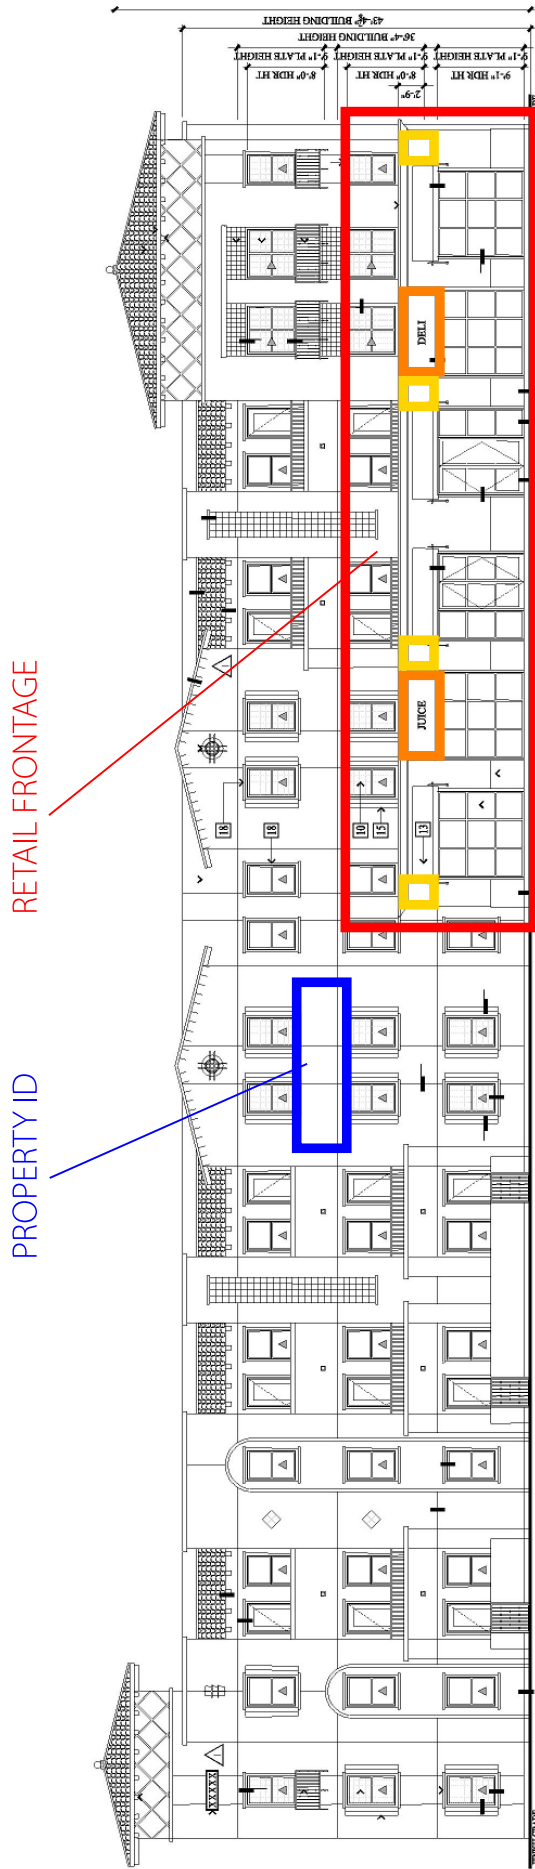 43'-4¾" BUILDING HEIGHT
36'-4" BUILDING HEIGHT
9'-1" PLATE HEIGHT
9'-1" PLATE HEIGHT
9'-1" PLATE HEIGHT
8'-0" HDR HT
8'-0" HDR HT
9'-1" HDR HT
2'-9"
DELI
JUICE
RETAIL FRONTAGE
18
18
10
15
13
PROPERTY ID
XXXXX